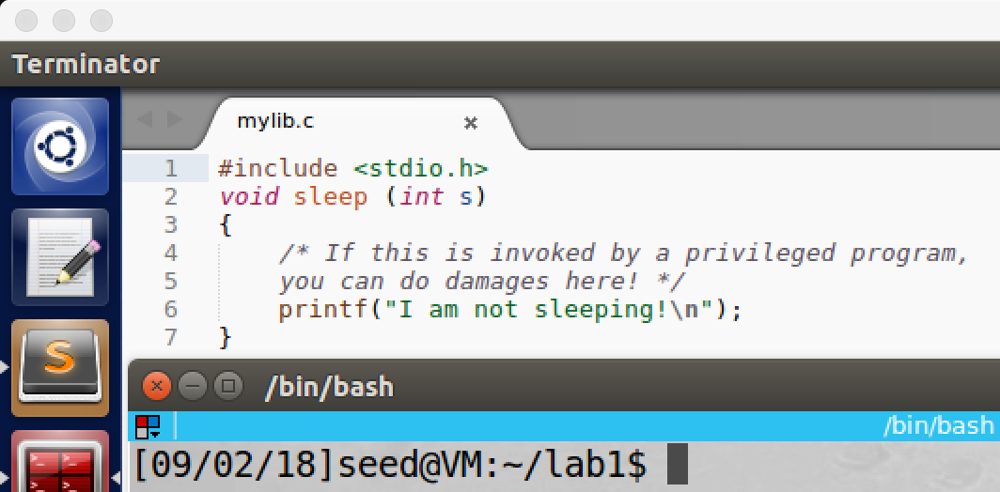 Terminator
mylib.c
1 #include <stdio.h>
2 void sleep (int s)
3 {
4     /* If this is invoked by a privileged program,
5     you can do damages here! */
6     printf("I am not sleeping!\n");
7 }
/bin/bash
/bin/bash
[09/02/18]seed@VM:~/lab1$